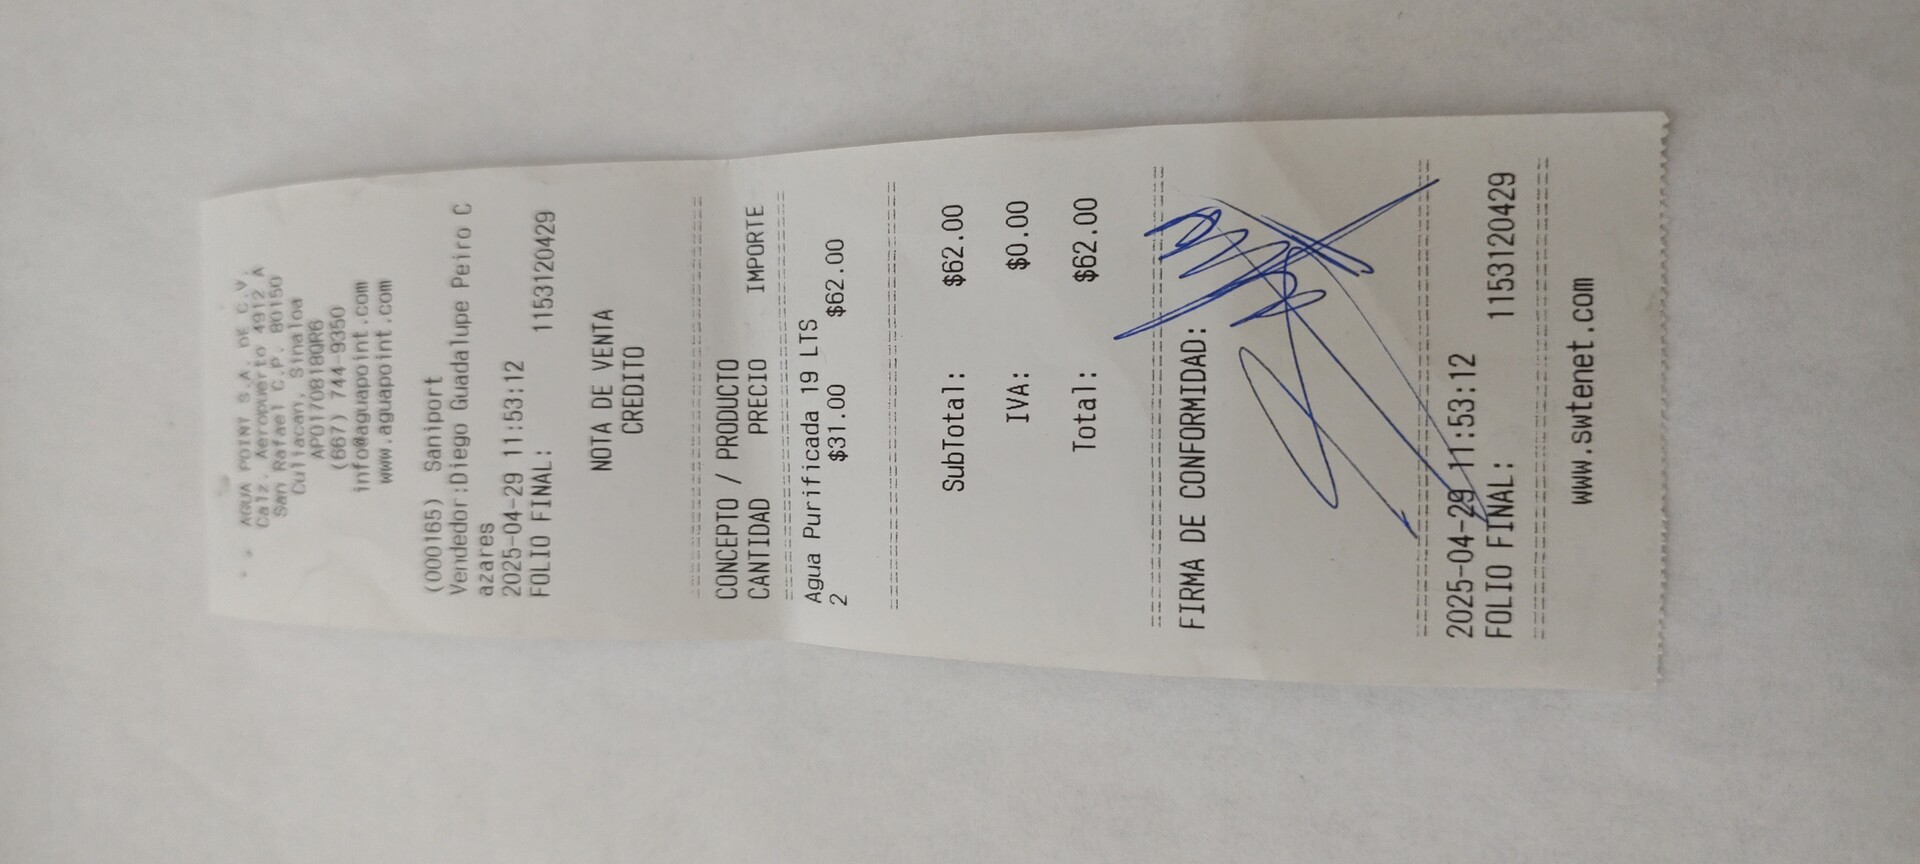 AGUA POINT S.A. DE C.V.
Calz. Aeropuerto 4912 A
San Rafael C.P. 80150
Culiacan, Sinaloa
APO170818QR6
(667) 744-9350
info@aguapoint.com
www.aguapoint.com
(000165) Saniport
Vendedor:Diego Guadalupe Peiro C
azares
2025-04-29 11:53:12
FOLIO FINAL: 1153120429
NOTA DE VENTA
CREDITO
CONCEPTO / PRODUCTO
CANTIDAD PRECIO IMPORTE
Agua Purificada 19 LTS
2 $31.00 $62.00
SubTotal: $62.00
IVA: $0.00
Total: $62.00
FIRMA DE CONFORMIDAD:
2025-04-29 11:53:12
FOLIO FINAL: 1153120429
www.swtenet.com